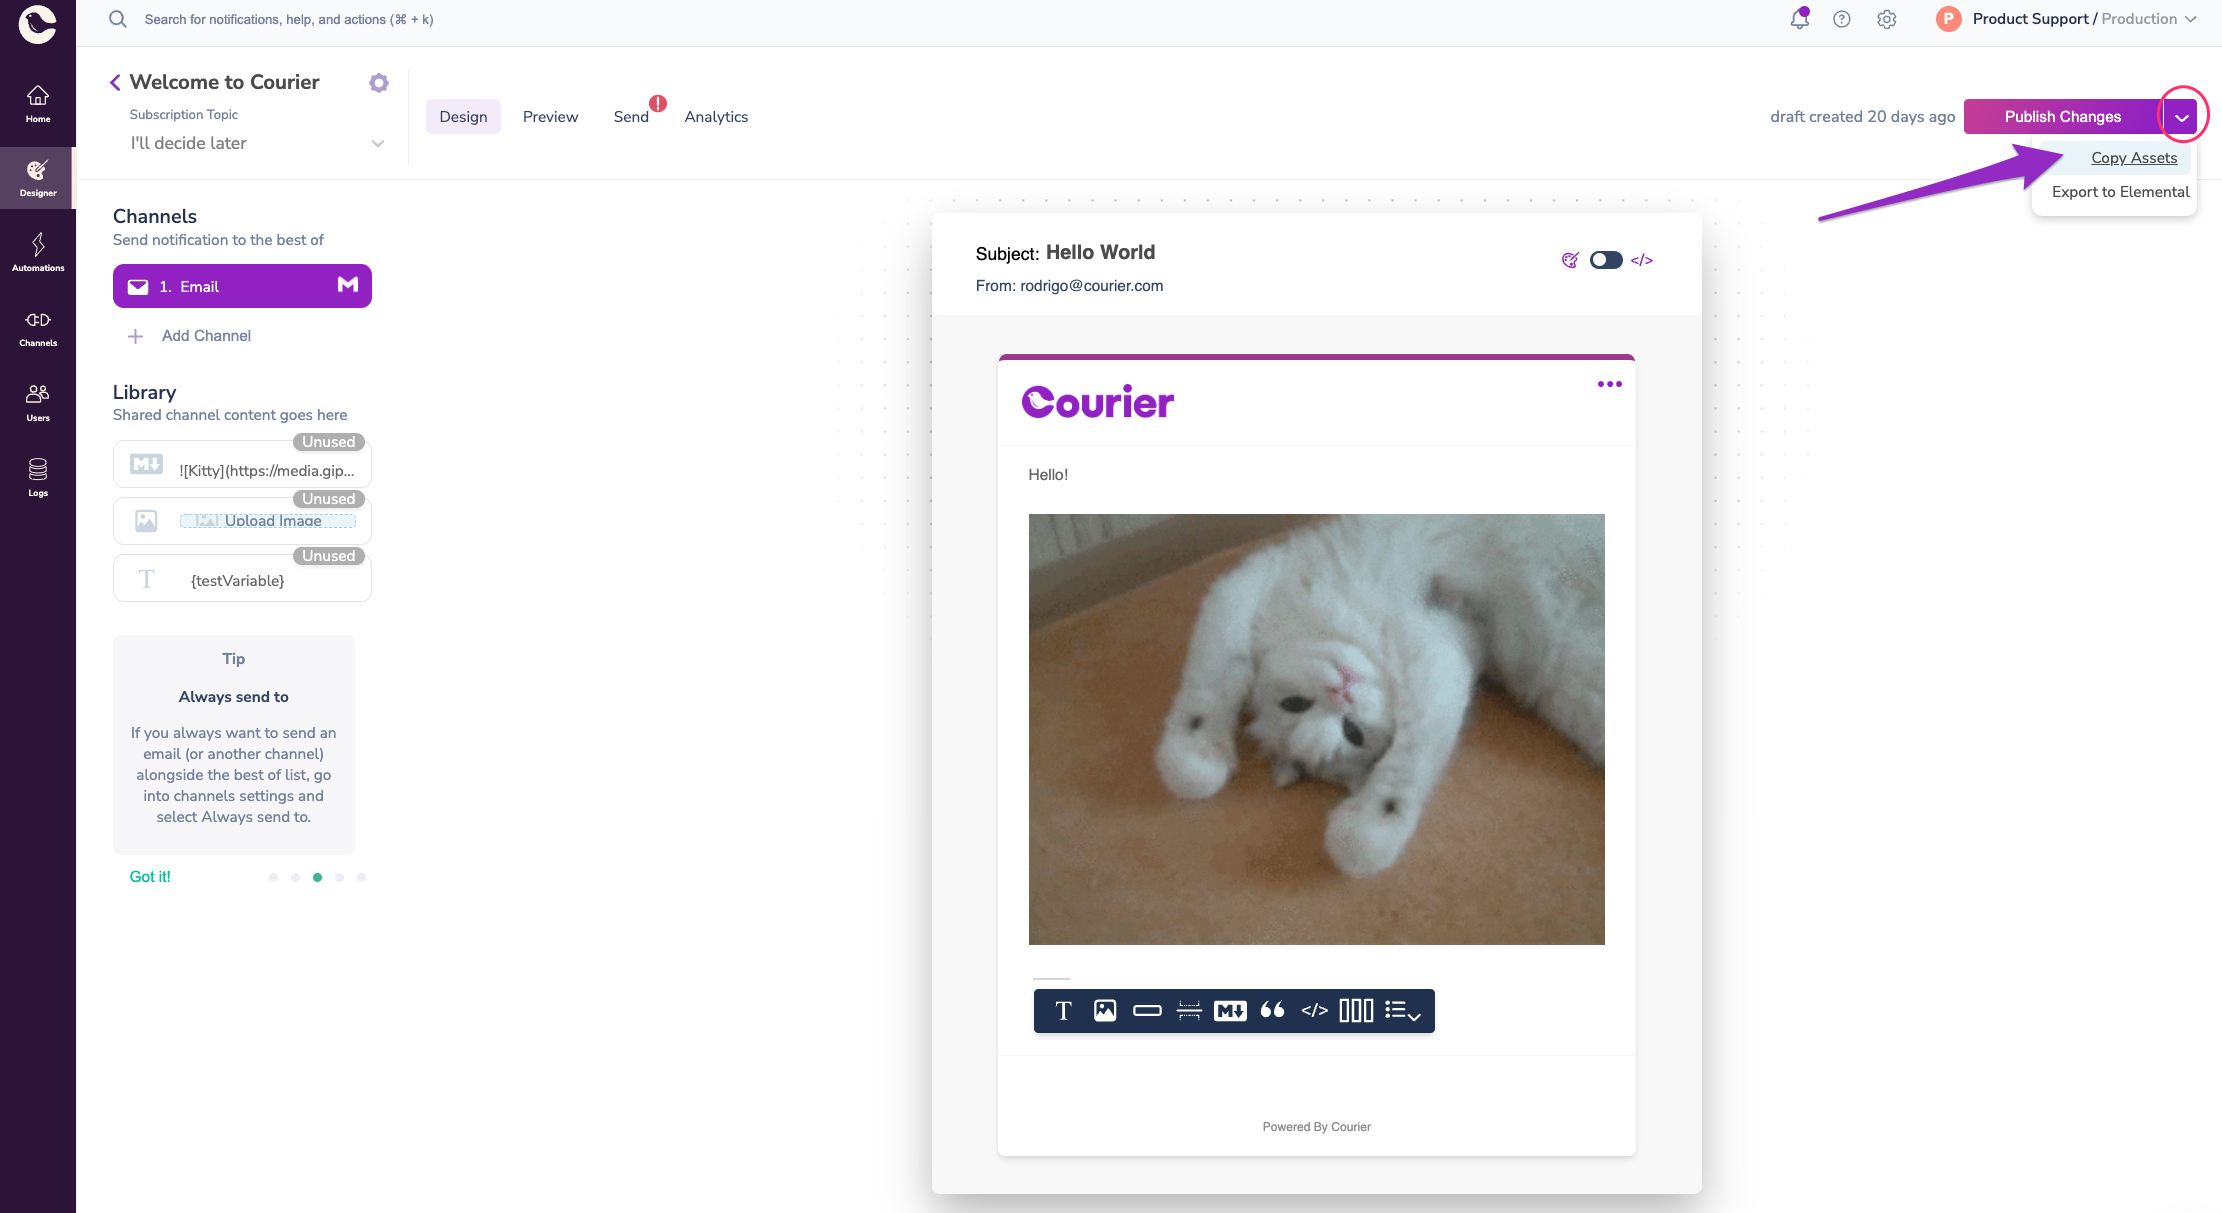 Search for notifications, help, and actions (⌘ + k)
P Product Support / Production
Home
Designer
Automations
Channels
Users
Logs
Welcome to Courier
Subscription Topic
I'll decide later
Design Preview Send ! Analytics
draft created 20 days ago Publish Changes
Copy Assets
Export to Elemental
Channels
Send notification to the best of
1. Email
Add Channel
Library
Shared channel content goes here
Unused
![Kitty](https://media.gip...
Unused
Upload Image
Unused
T {testVariable}
Tip
Always send to
If you always want to send an
email (or another channel)
alongside the best of list, go
into channels settings and
select Always send to.
Got it!
Subject: Hello World
</>
From: rodrigo@courier.com
Courier
Hello!
T M </>
Powered By Courier